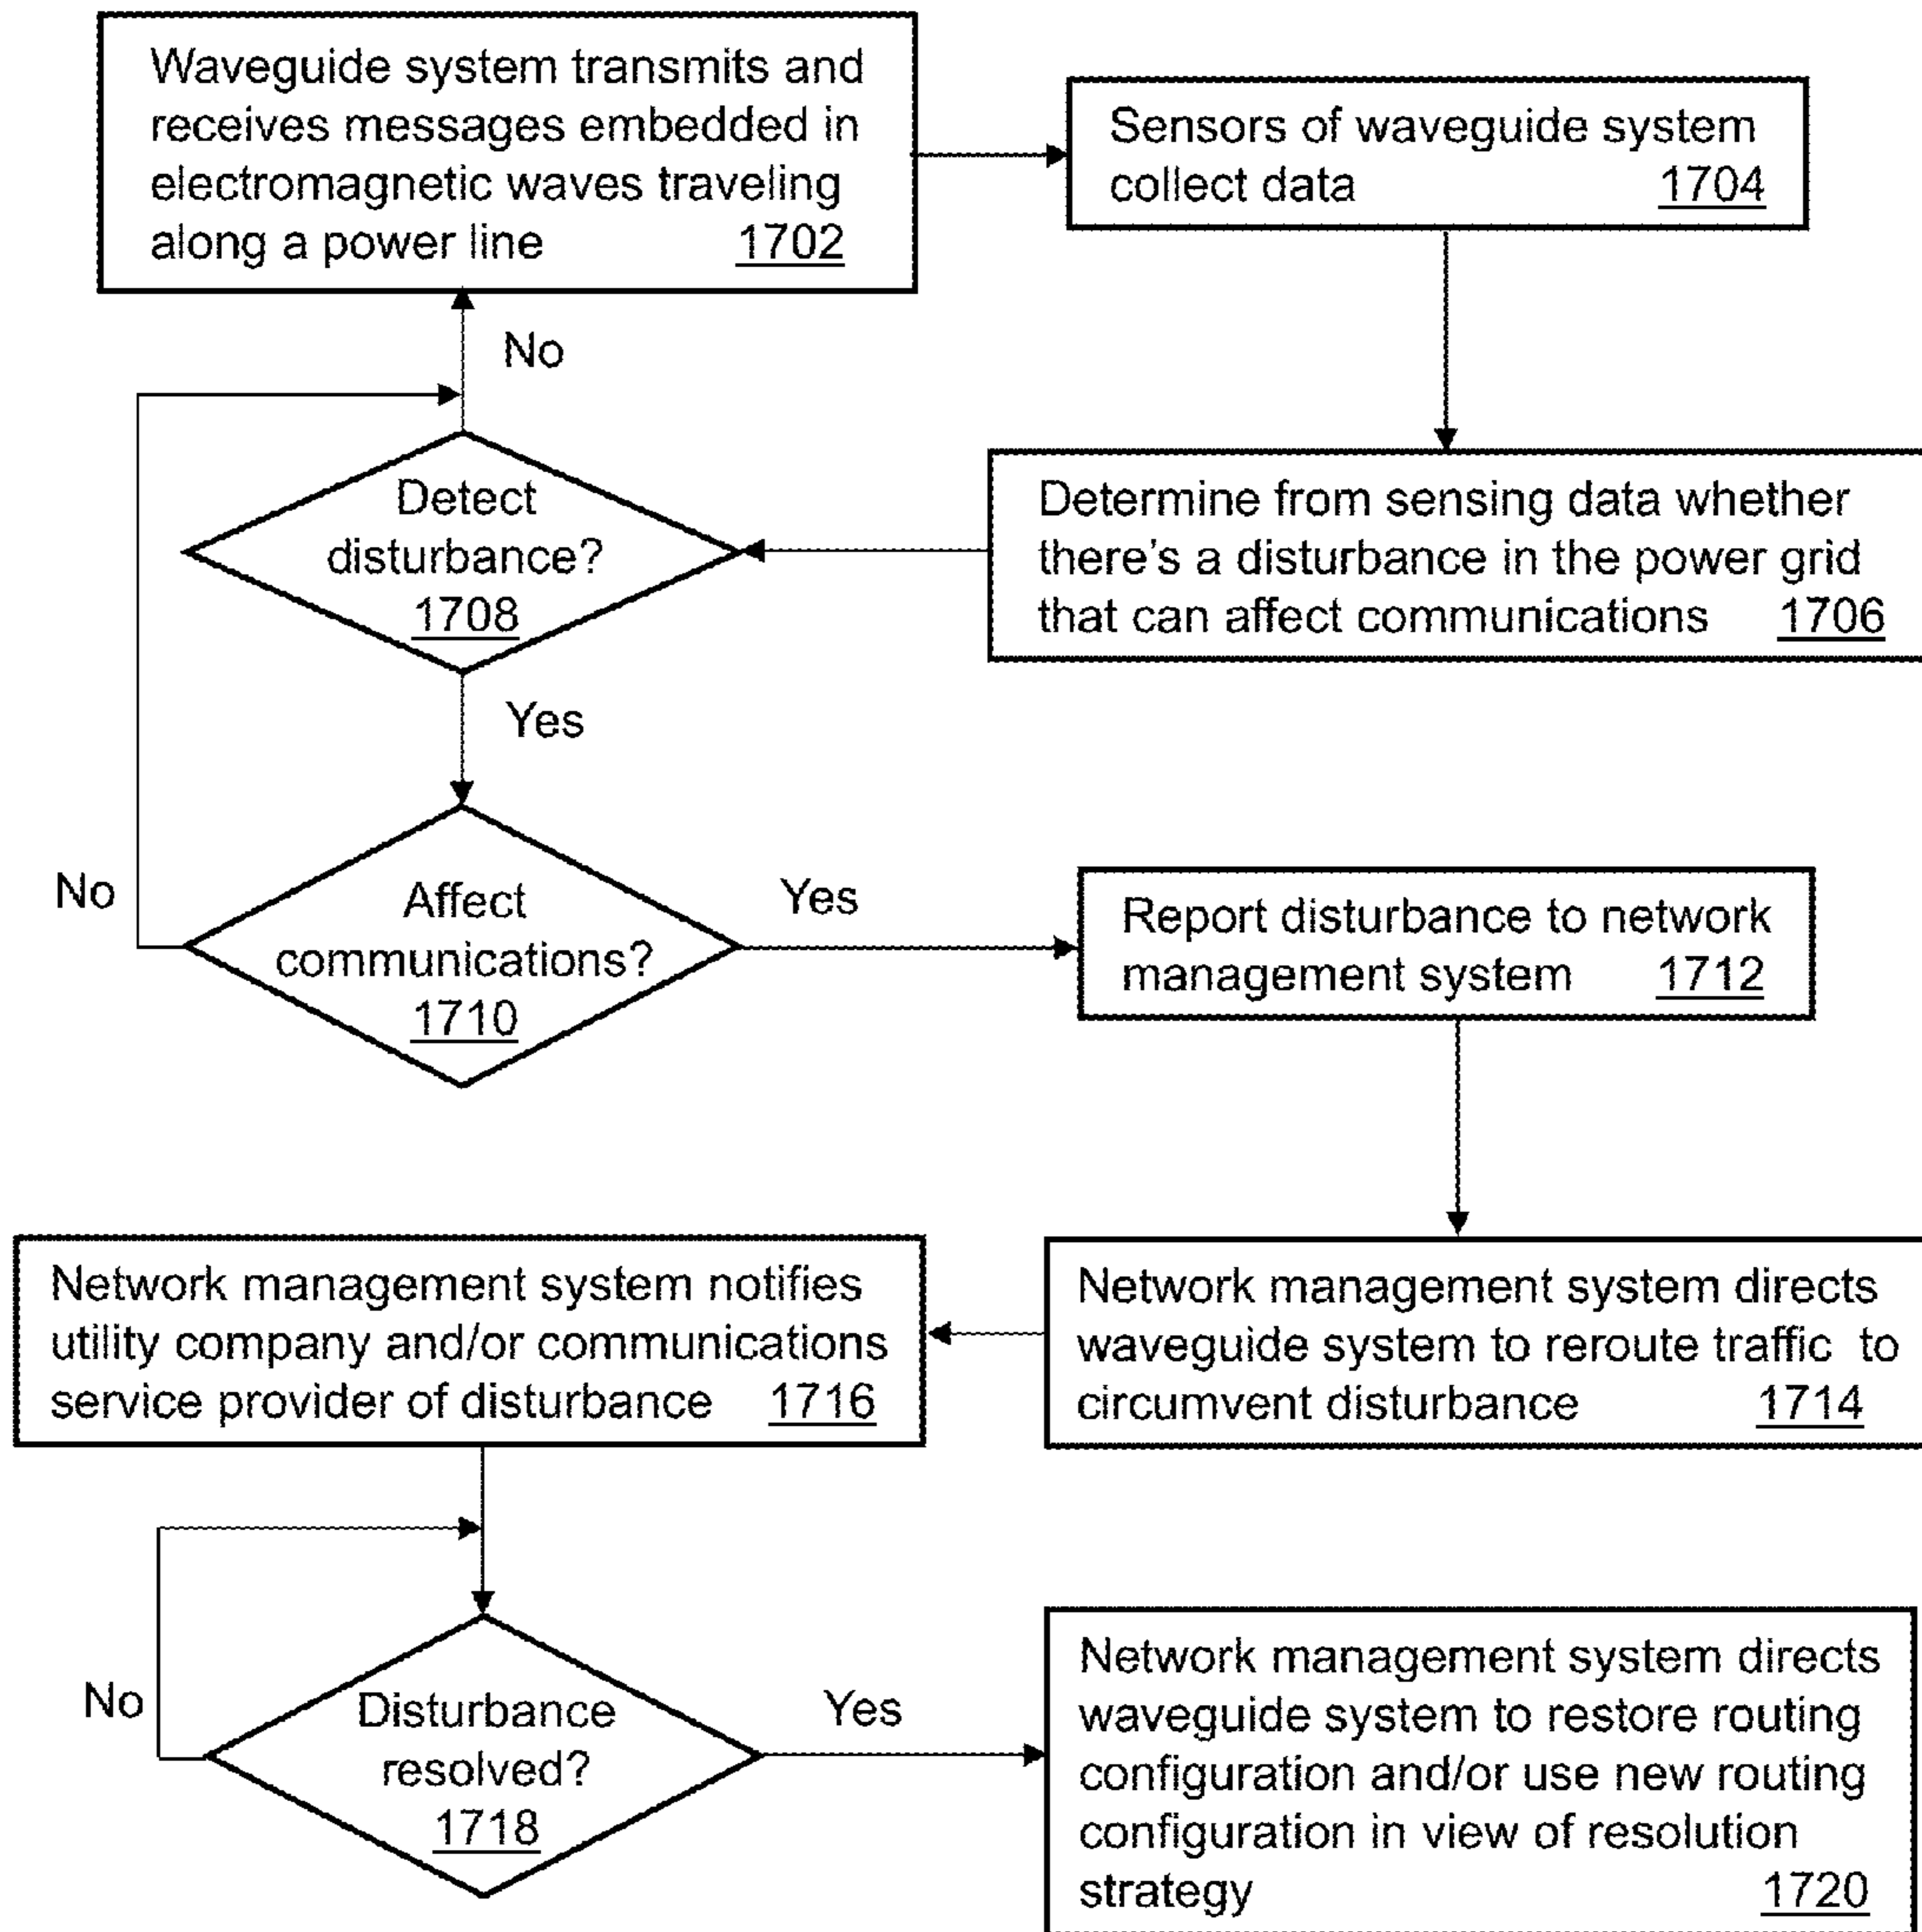 Waveguide system transmits and
receives messages embedded in
electromagnetic waves traveling
along a power line 1702
Sensors of waveguide system
collect data 1704
No
Detect
disturbance?
1708
Determine from sensing data whether
there's a disturbance in the power grid
that can affect communications 1706
Yes
No
Affect
communications?
1710
Yes
Report disturbance to network
management system 1712
Network management system directs
waveguide system to reroute traffic to
circumvent disturbance 1714
Network management system notifies
utility company and/or communications
service provider of disturbance 1716
No
Disturbance
resolved?
1718
Yes
Network management system directs
waveguide system to restore routing
configuration and/or use new routing
configuration in view of resolution
strategy 1720